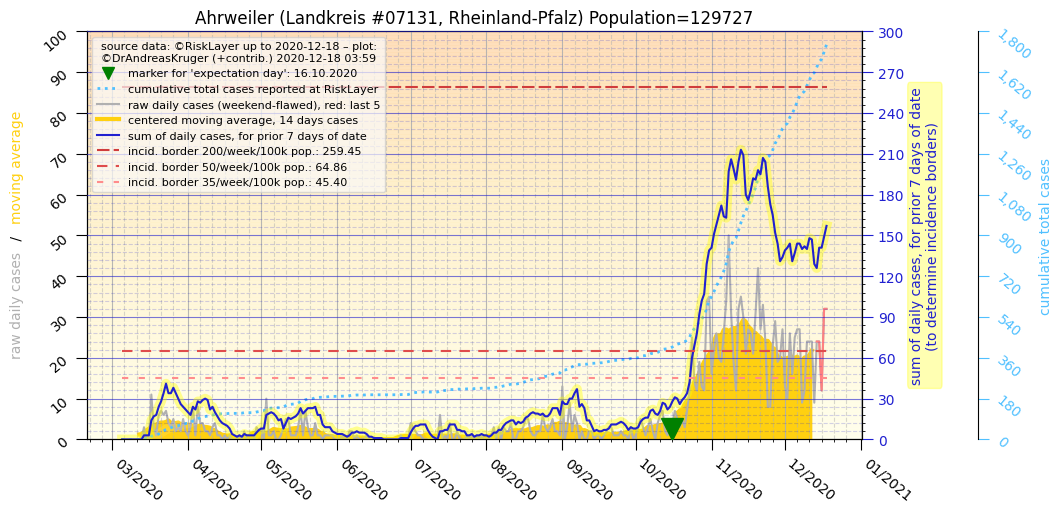 Ahrweiler (Landkreis #07131, Rheinland-Pfalz) Population=129727
source data: ©RiskLayer up to 2020-12-18 – plot:
©DrAndreasKruger (+contrib.) 2020-12-18 03:59
marker for 'expectation day': 16.10.2020
cumulative total cases reported at RiskLayer
raw daily cases (weekend-flawed), red: last 5
centered moving average, 14 days cases
sum of daily cases, for prior 7 days of date
incid. border 200/week/100k pop.: 259.45
incid. border 50/week/100k pop.: 64.86
incid. border 35/week/100k pop.: 45.40
raw daily cases / moving average
100
90
80
70
60
50
40
30
20
10
0
03/2020
04/2020
05/2020
06/2020
07/2020
08/2020
09/2020
10/2020
11/2020
12/2020
01/2021
300
270
240
210
180
150
120
90
60
30
0
sum of daily cases, for prior 7 days of date
(to determine incidence borders)
1,800
1,620
1,440
1,260
1,080
900
720
540
360
180
0
cumulative total cases